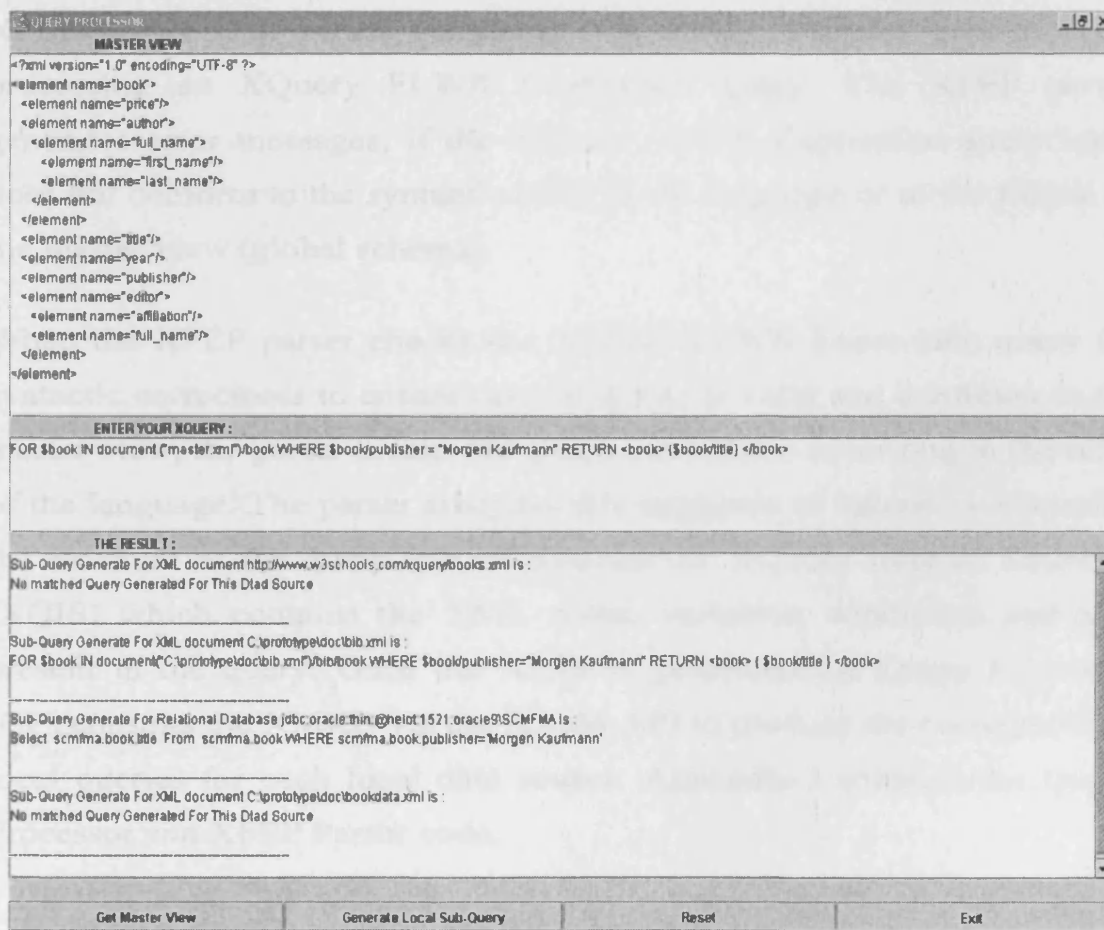 QUERY PROCESSOR
MASTER VIEW
<?xml version="1.0" encoding="UTF-8" ?>
<element name="book">
<element name="price"/>
<element name="author">
<element name="full_name">
<element name="first_name"/>
<element name="last_name"/>
</element>
</element>
<element name="title"/>
<element name="year"/>
<element name="publisher"/>
<element name="editor">
<element name="affiliation"/>
<element name="full_name"/>
</element>
</element>
ENTER YOUR XQUERY :
FOR $book IN document ("master.xml")/book WHERE $book/publisher = "Morgen Kaufmann" RETURN <book> {$book/title} </book>
THE RESULT :
Sub-Query Generate For XML document http://www.w3schools.com/xquery/books.xml is :
No matched Query Generated For This Dtad Source
Sub-Query Generate For XML document C:\prototype\doc\bib.xml is :
FOR $book IN document("C:\prototype\doc\bib.xml")/bib/book WHERE $book/publisher="Morgen Kaufmann" RETURN <book> { $book/title } </book>
Sub-Query Generate For Relational Database jdbc:oracle:thin:@helot:1521:oracle9\SCMFMA is :
Select scmfma.book.title From scmfma.book WHERE scmfma.book.publisher='Morgen Kaufmann'
Sub-Query Generate For XML document C:\prototype\doc\bookdata.xml is :
No matched Query Generated For This Dtad Source
Get Master View
Generate Local Sub-Query
Reset
Exit